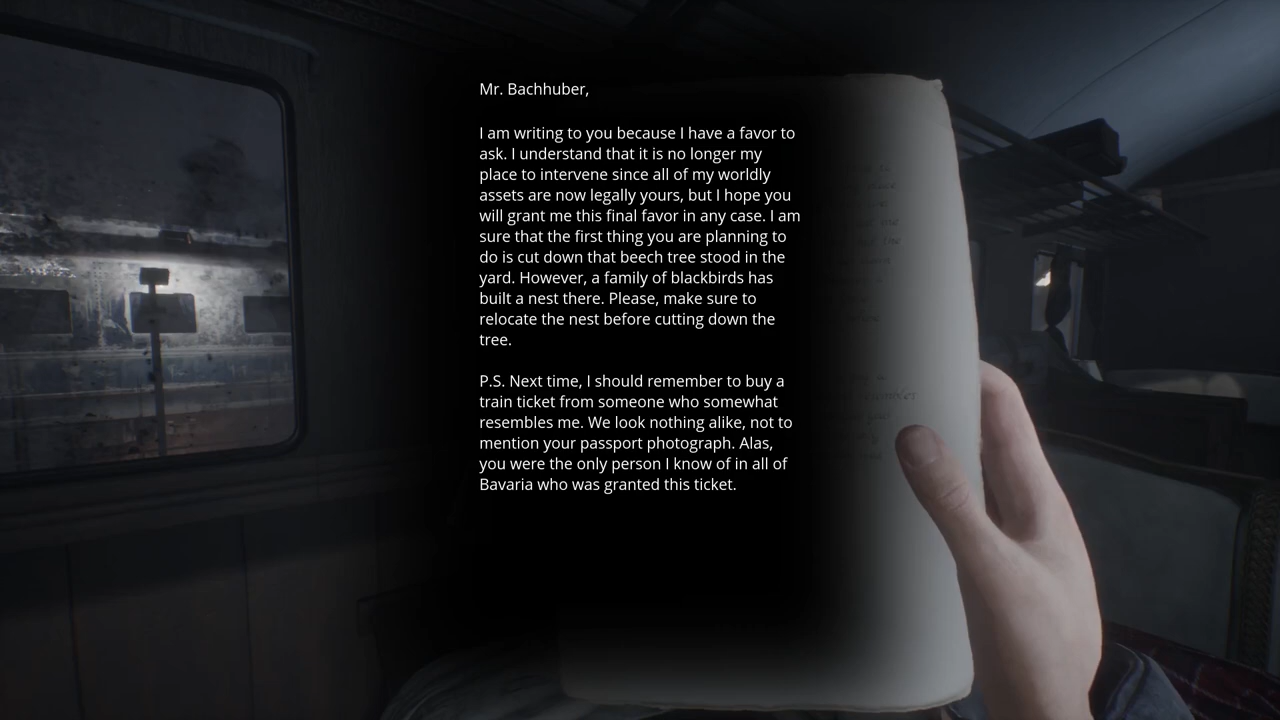 Mr. Bachhuber,
I am writing to you because I have a favor to
ask. I understand that it is no longer my
place to intervene since all of my worldly
assets are now legally yours, but I hope you
will grant me this final favor in any case. I am
sure that the first thing you are planning to
do is cut down that beech tree stood in the
yard. However, a family of blackbirds has
built a nest there. Please, make sure to
relocate the nest before cutting down the
tree.
P.S. Next time, I should remember to buy a
train ticket from someone who somewhat
resembles me. We look nothing alike, not to
mention your passport photograph. Alas,
you were the only person I know of in all of
Bavaria who was granted this ticket.